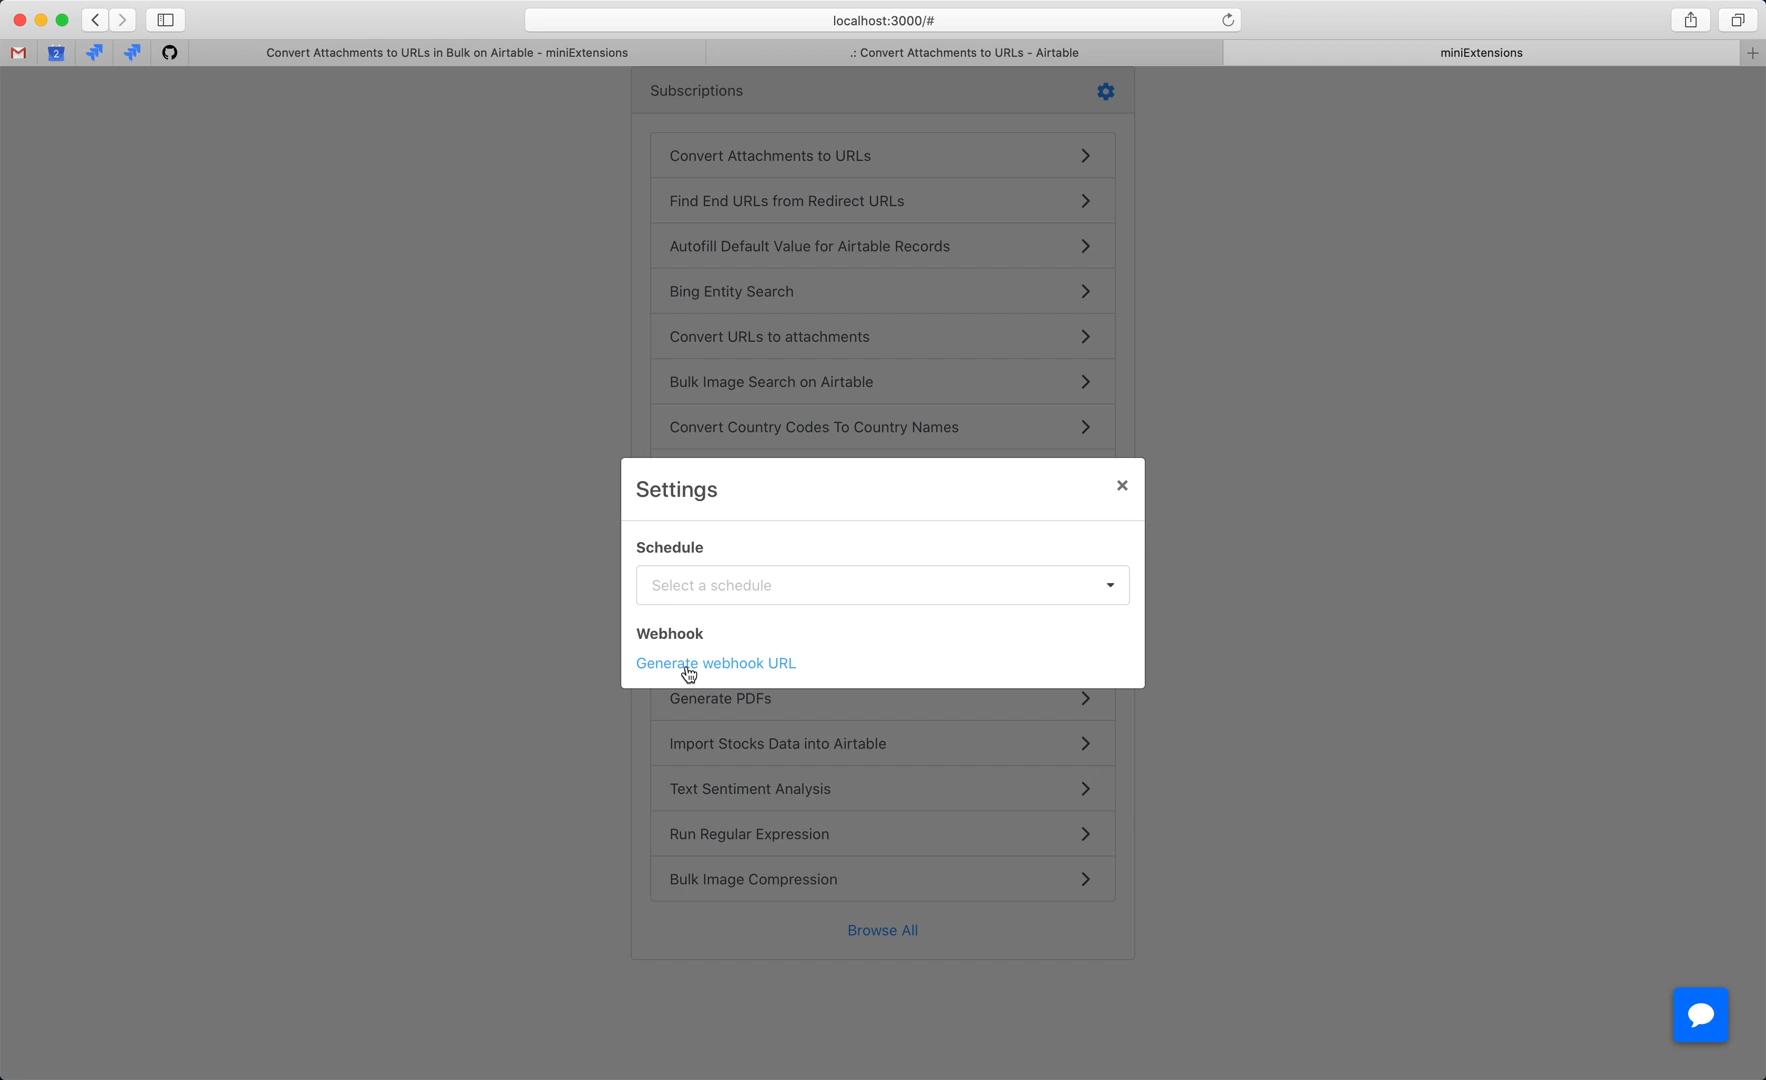 localhost:3000/#
2
Convert Attachments to URLs in Bulk on Airtable - miniExtensions
.: Convert Attachments to URLs - Airtable
miniExtensions
Subscriptions
Convert Attachments to URLs
Find End URLs from Redirect URLs
Autofill Default Value for Airtable Records
Bing Entity Search
Convert URLs to attachments
Bulk Image Search on Airtable
Convert Country Codes To Country Names
Settings
Schedule
Select a schedule
Webhook
Generate webhook URL
Generate PDFs
Import Stocks Data into Airtable
Text Sentiment Analysis
Run Regular Expression
Bulk Image Compression
Browse All